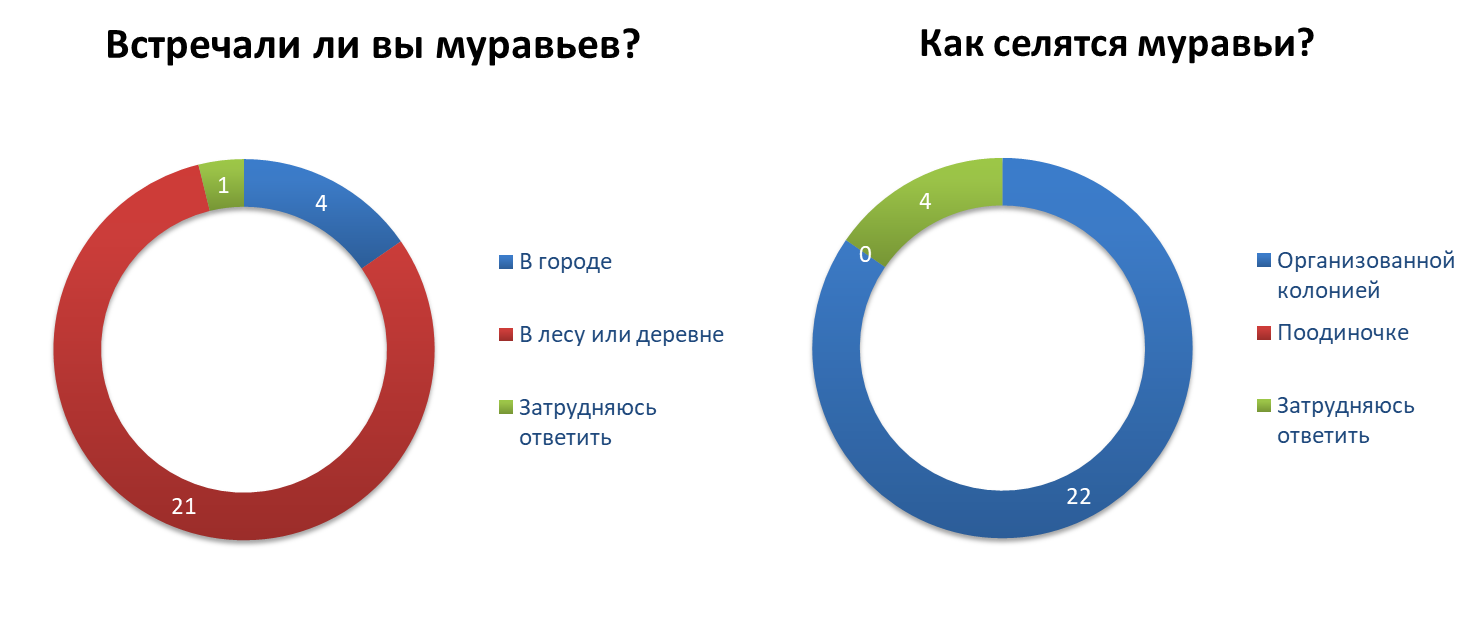 Встречали ли вы муравьев?
1
4
21
В городе
В лесу или деревне
Затрудняюсь
ответить
Как селятся муравьи?
4
0
22
Организованной
колонией
Поодиночке
Затрудняюсь
ответить